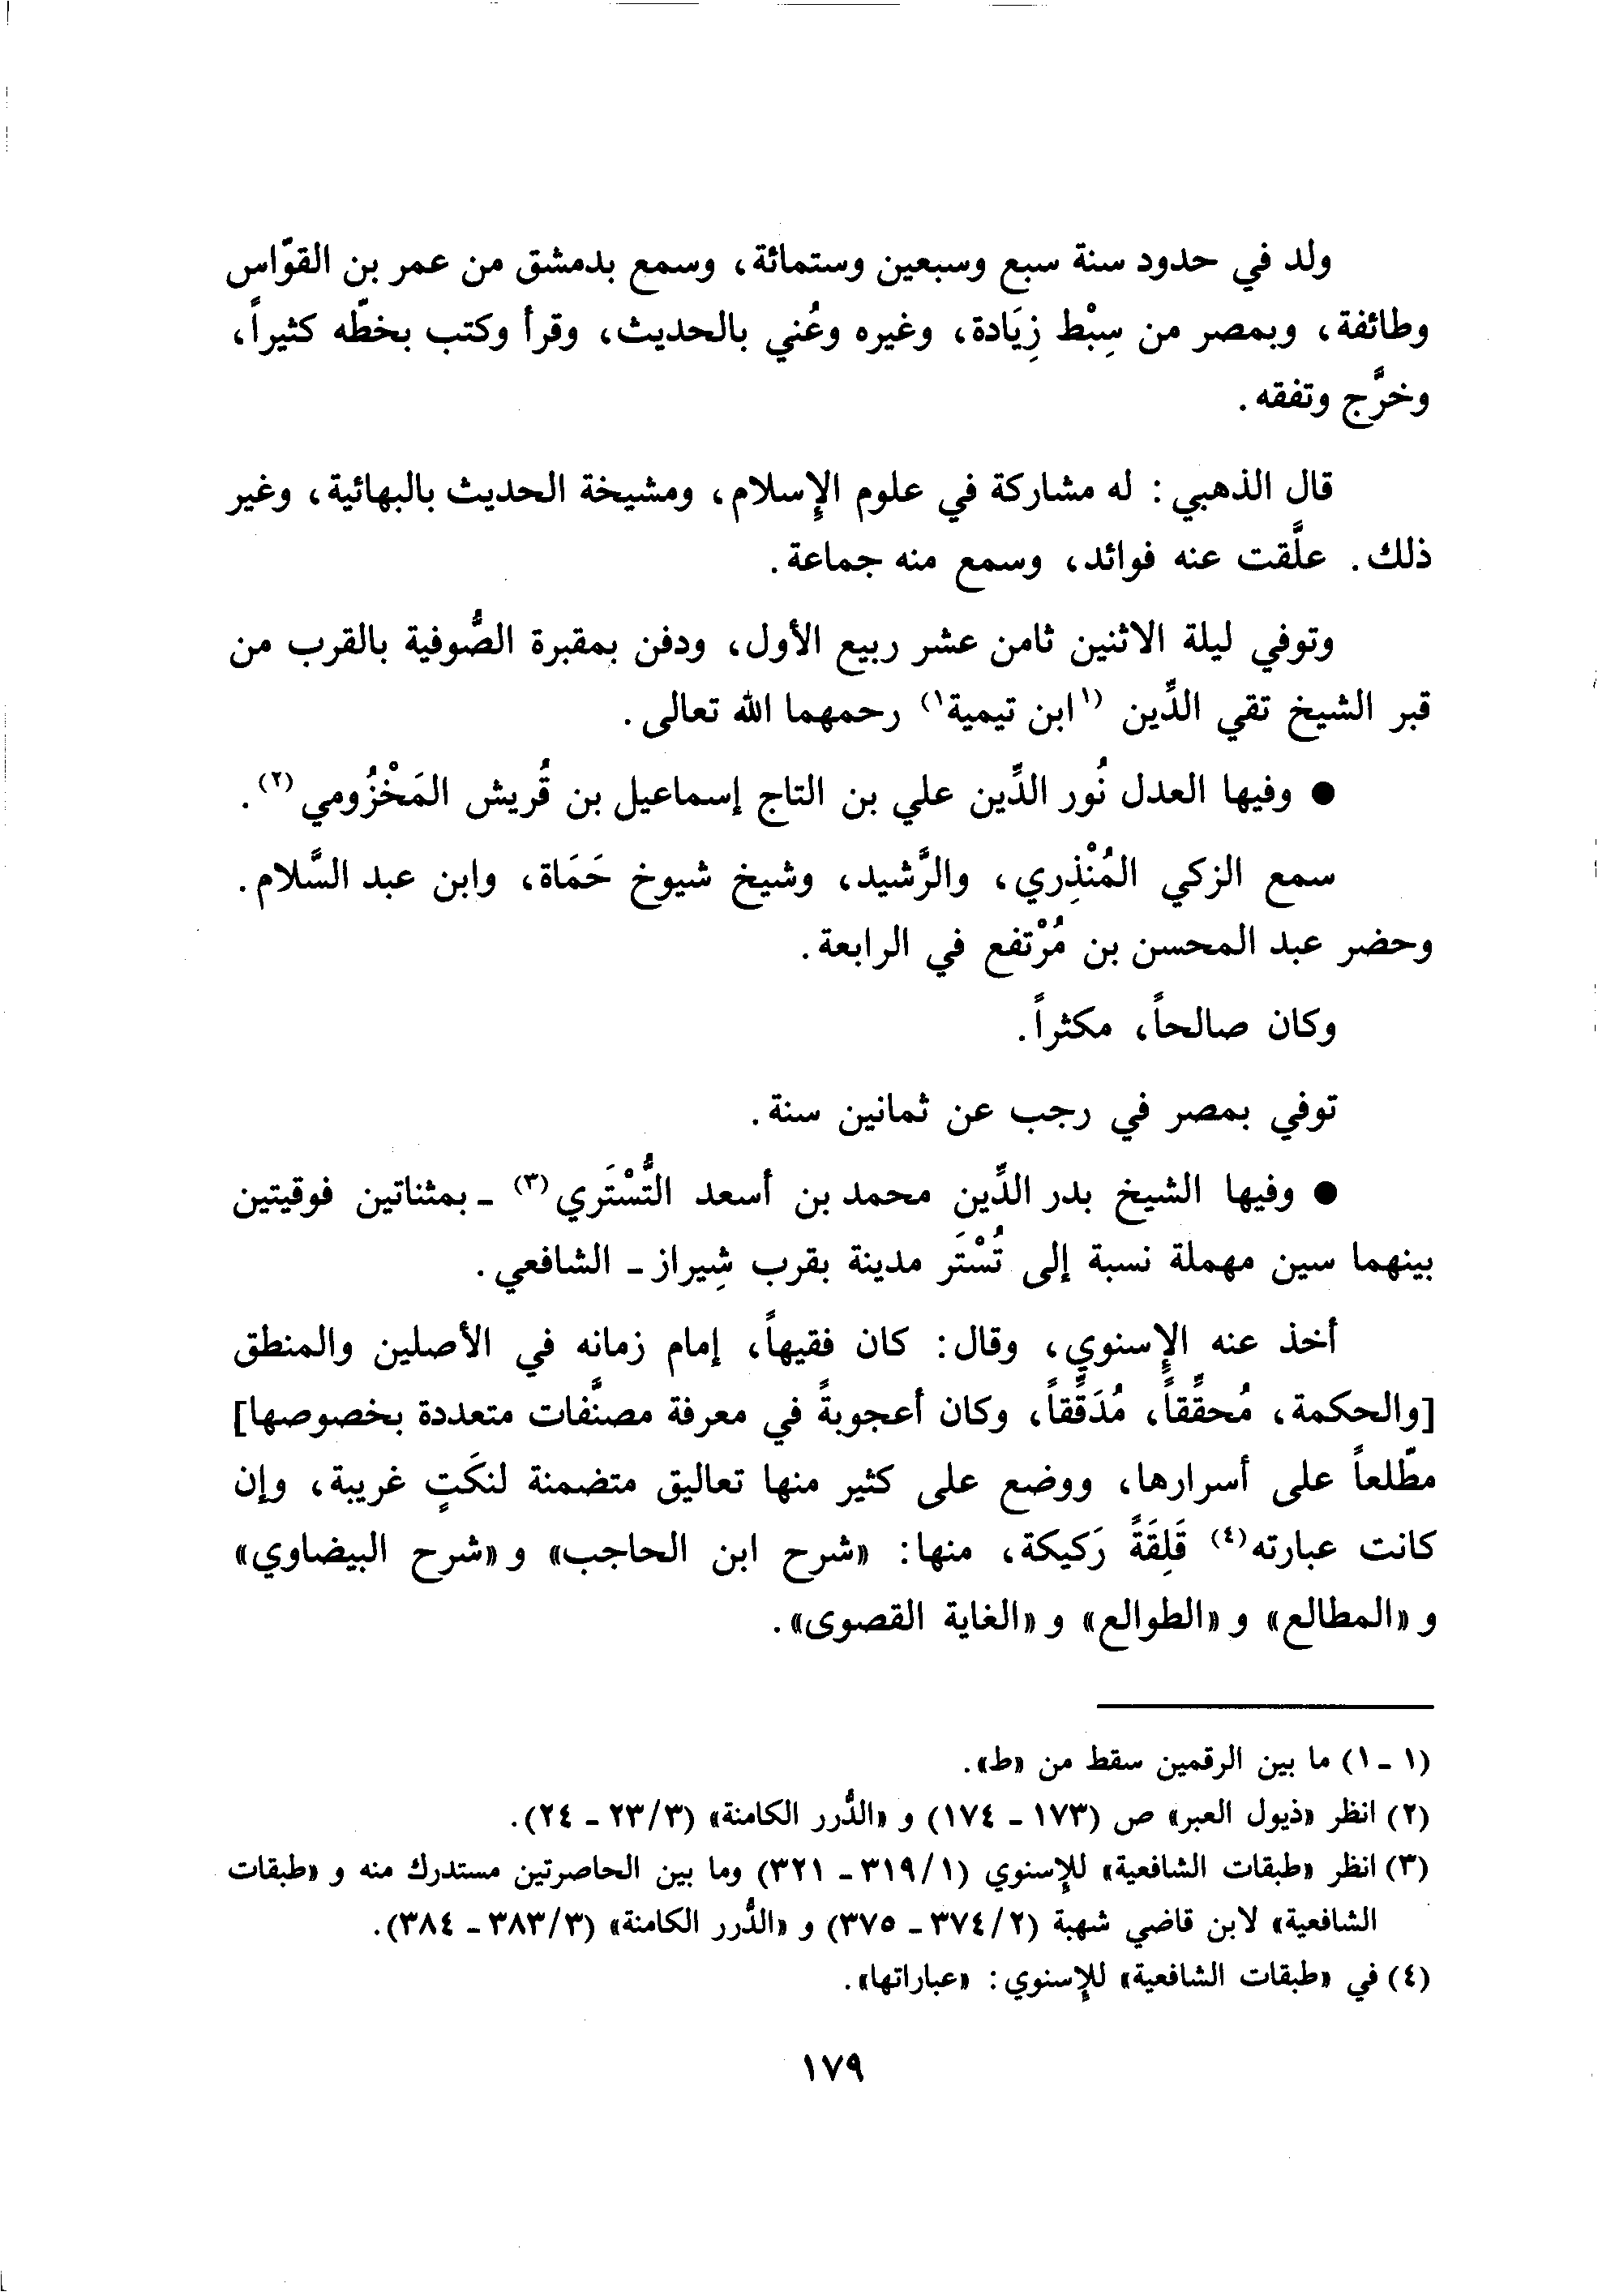 ولد في حدود سنة سبع وسبعين وستمائة، وسمع بدمشق من عمر بن القوّاس
وطائفة، وبمصر من سِبْط زِيَادة، وغيره وعُني بالحديث، وقرأ وكتب بخطّه كثيراً،
وخرَّج وتفقه.
قال الذهبي: له مشاركة في علوم الإسلام، ومشيخة الحديث بالبهائية، وغير
ذلك. علَّقت عنه فوائد، وسمع منه جماعة.
وتوفي ليلة الاثنين ثامن عشر ربيع الأول، ودفن بمقبرة الصُّوفية بالقرب من
قبر الشيخ تقي الدِّين (١ابن تيمية١) رحمهما الله تعالى.
● وفيها العدل نُور الدِّين علي بن التاج إسماعيل بن قُريش المَخْزُومي(٢).
سمع الزكي المُنْذِري، والرَّشيد، وشيخ شيوخ حَمَاة، وابن عبد السَّلام.
وحضر عبد المحسن بن مُرْتفع في الرابعة.
وكان صالحاً، مكثراً.
توفي بمصر في رجب عن ثمانين سنة.
● وفيها الشيخ بدر الدِّين محمد بن أسعد التُّسْتَري(٣) - بمثناتين فوقيتين
بينهما سين مهملة نسبة إلى تُسْتَر مدينة بقرب شِيراز - الشافعي.
أخذ عنه الإسنوي، وقال: كان فقيهاً، إمام زمانه في الأصلين والمنطق
[والحكمة، مُحقِّقاً، مُدَقِّقاً، وكان أعجوبةً في معرفة مصنَّفات متعددة بخصوصها]
مطّلعاً على أسرارها، ووضع على كثير منها تعاليق متضمنة لنكَتٍ غريبة، وإن
كانت عبارته(٤) قَلِقَةً رَكيكة، منها: «شرح ابن الحاجب» و «شرح البيضاوي»
و «المطالع» و «الطوالع» و «الغاية القصوى».
(١ - ١) ما بين الرقمين سقط من «ط».
(٢) انظر «ذيول العبر» ص (١٧٣ - ١٧٤) و «الدُّرر الكامنة» (٢٣/٣ - ٢٤).
(٣) انظر «طبقات الشافعية» للإسنوي (٣١٩/١ - ٣٢١) وما بين الحاصرتين مستدرك منه و «طبقات
الشافعية» لابن قاضي شهبة (٣٧٤/٢ - ٣٧٥) و «الدُّرر الكامنة» (٣٨٣/٣ - ٣٨٤).
(٤) في «طبقات الشافعية» للإسنوي: «عباراتها».
١٧٩